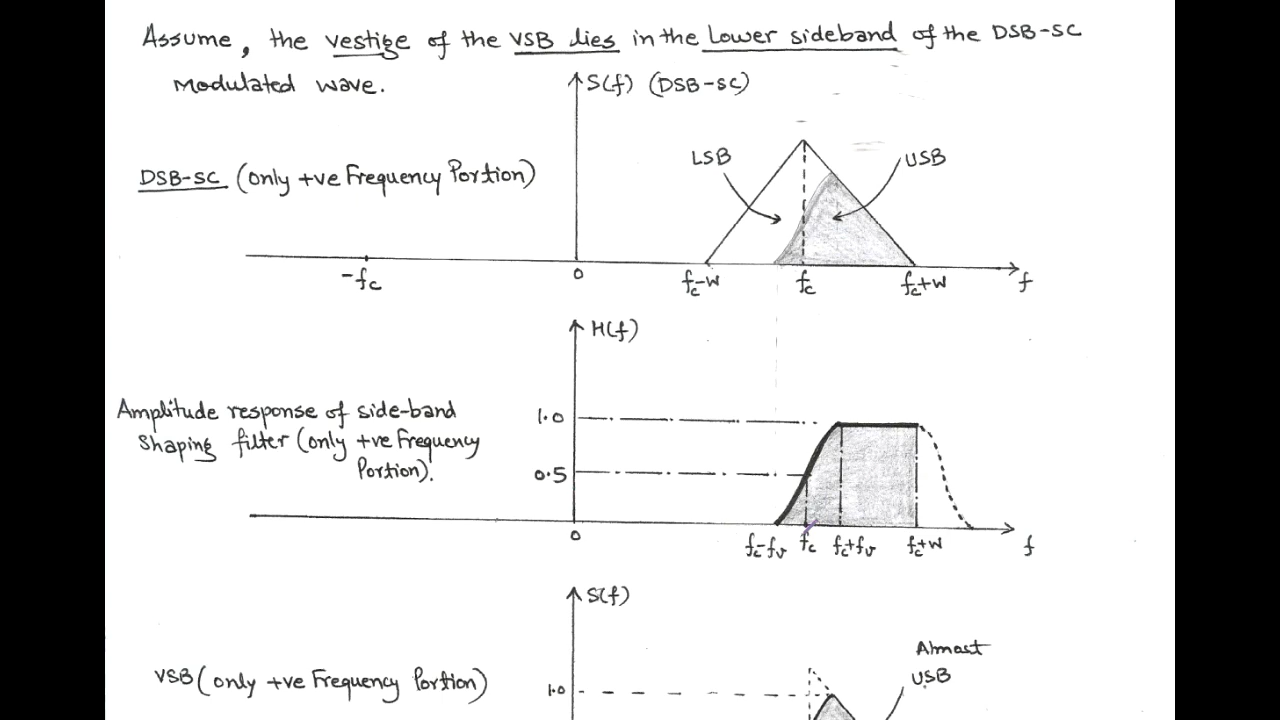 Assume, the vestige of the VSB lies in the Lower sideband of the DSB-SC
Modulated wave.
S(f) (DSB-SC)
LSB
USB
DSB-SC (only +ve Frequency Portion)
-fc
0
fc-W
fc
fc+W
f
H(f)
Amplitude response of side-band
Shaping filter (only +ve Frequency
Portion).
1.0
0.5
0
fc-fv
fc
fc+fv
fc+W
f
S(f)
Almost
USB
VSB (only +ve Frequency Portion)
1.0